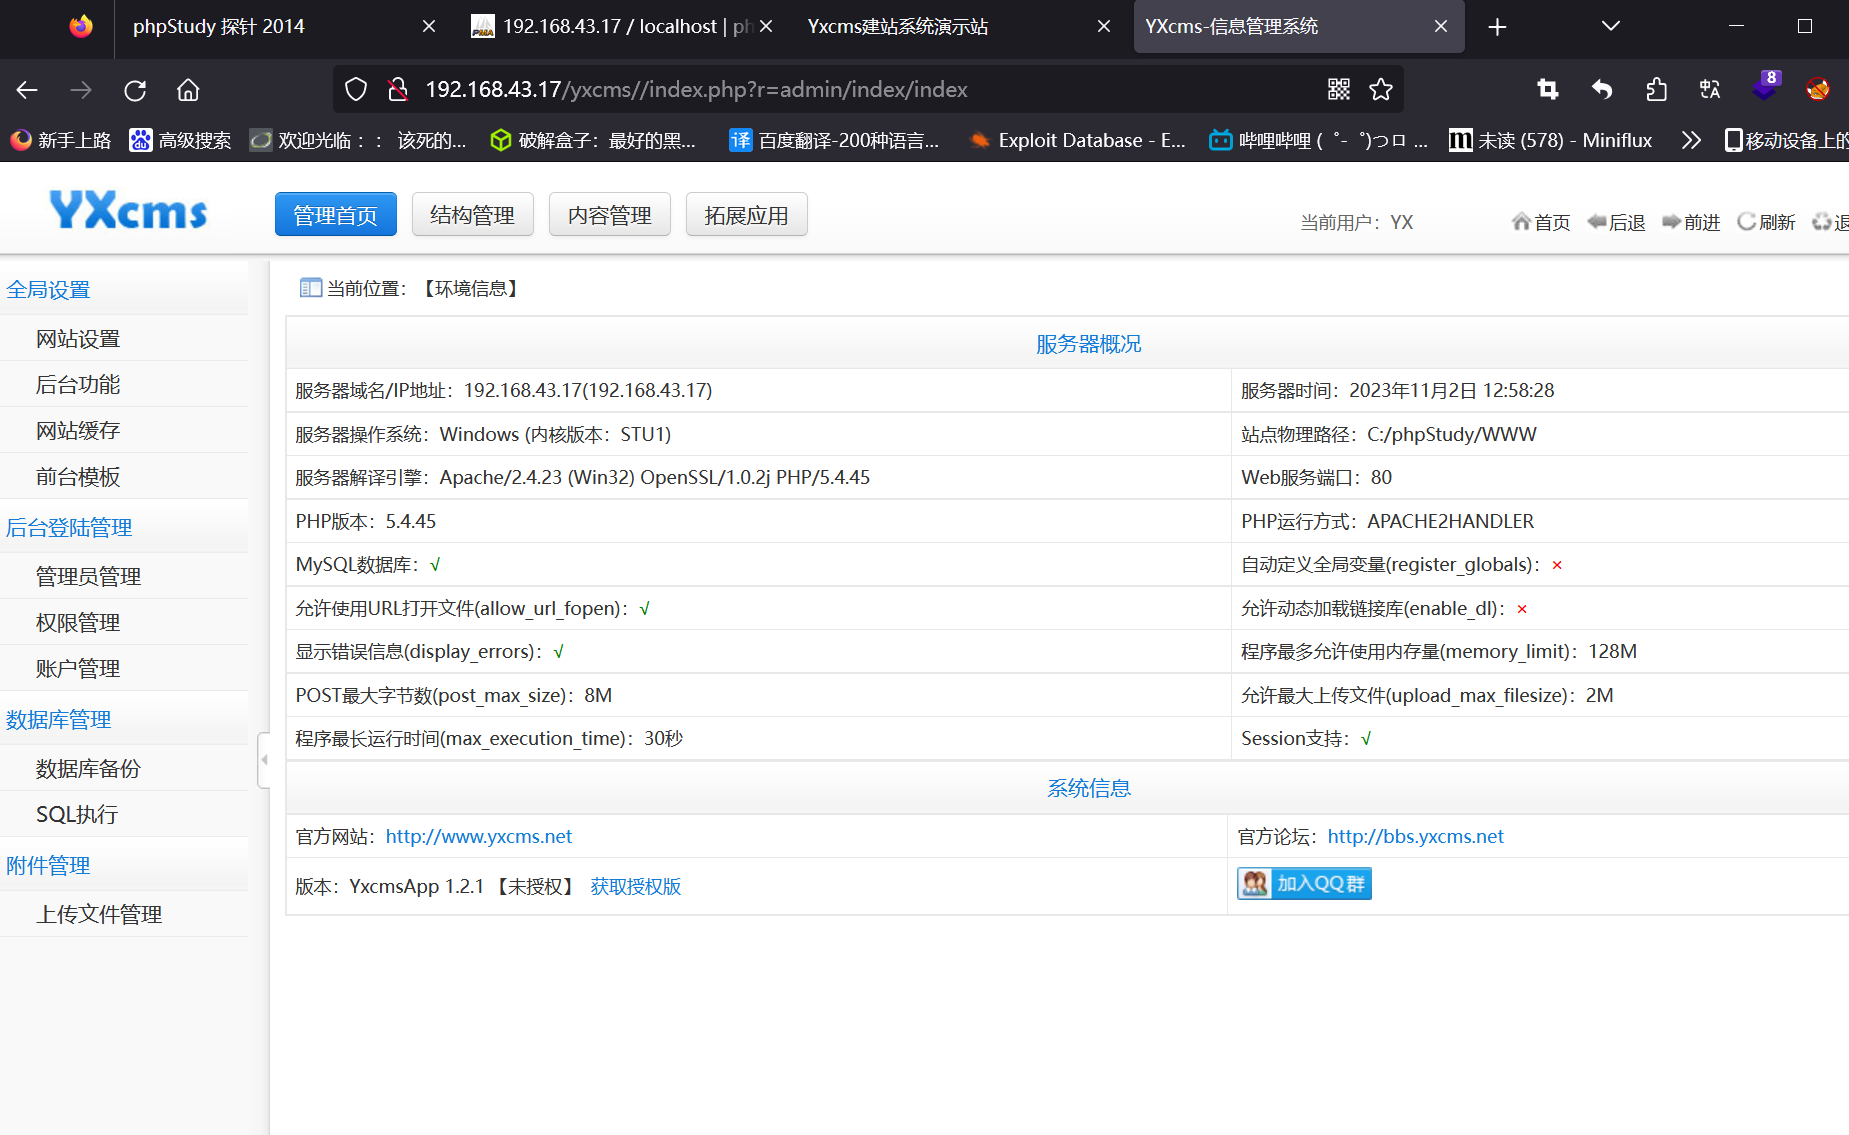 phpStudy 探针 2014
192.168.43.17 / localhost | ph
Yxcms建站系统演示站
YXcms-信息管理系统
192.168.43.17/yxcms//index.php?r=admin/index/index
8
新手上路
高级搜索
欢迎光临：： 该死的...
破解盒子：最好的黑...
译 百度翻译-200种语言...
Exploit Database - E...
哔哩哔哩 ( ゜- ゜)つロ ...
m 未读 (578) - Miniflux
移动设备上的
YXcms
管理首页
结构管理
内容管理
拓展应用
当前用户：YX
首页
后退
前进
刷新
退
全局设置
网站设置
后台功能
网站缓存
前台模板
后台登陆管理
管理员管理
权限管理
账户管理
数据库管理
数据库备份
SQL执行
附件管理
上传文件管理
当前位置：【环境信息】
服务器概况
服务器域名/IP地址：192.168.43.17(192.168.43.17)
服务器时间：2023年11月2日 12:58:28
服务器操作系统：Windows (内核版本：STU1)
站点物理路径：C:/phpStudy/WWW
服务器解译引擎：Apache/2.4.23 (Win32) OpenSSL/1.0.2j PHP/5.4.45
Web服务端口：80
PHP版本：5.4.45
PHP运行方式：APACHE2HANDLER
MySQL数据库：√
自动定义全局变量(register_globals)：×
允许使用URL打开文件(allow_url_fopen)：√
允许动态加载链接库(enable_dl)：×
显示错误信息(display_errors)：√
程序最多允许使用内存量(memory_limit)：128M
POST最大字节数(post_max_size)：8M
允许最大上传文件(upload_max_filesize)：2M
程序最长运行时间(max_execution_time)：30秒
Session支持：√
系统信息
官方网站：http://www.yxcms.net
官方论坛：http://bbs.yxcms.net
版本：YxcmsApp 1.2.1 【未授权】 获取授权版
加入QQ群